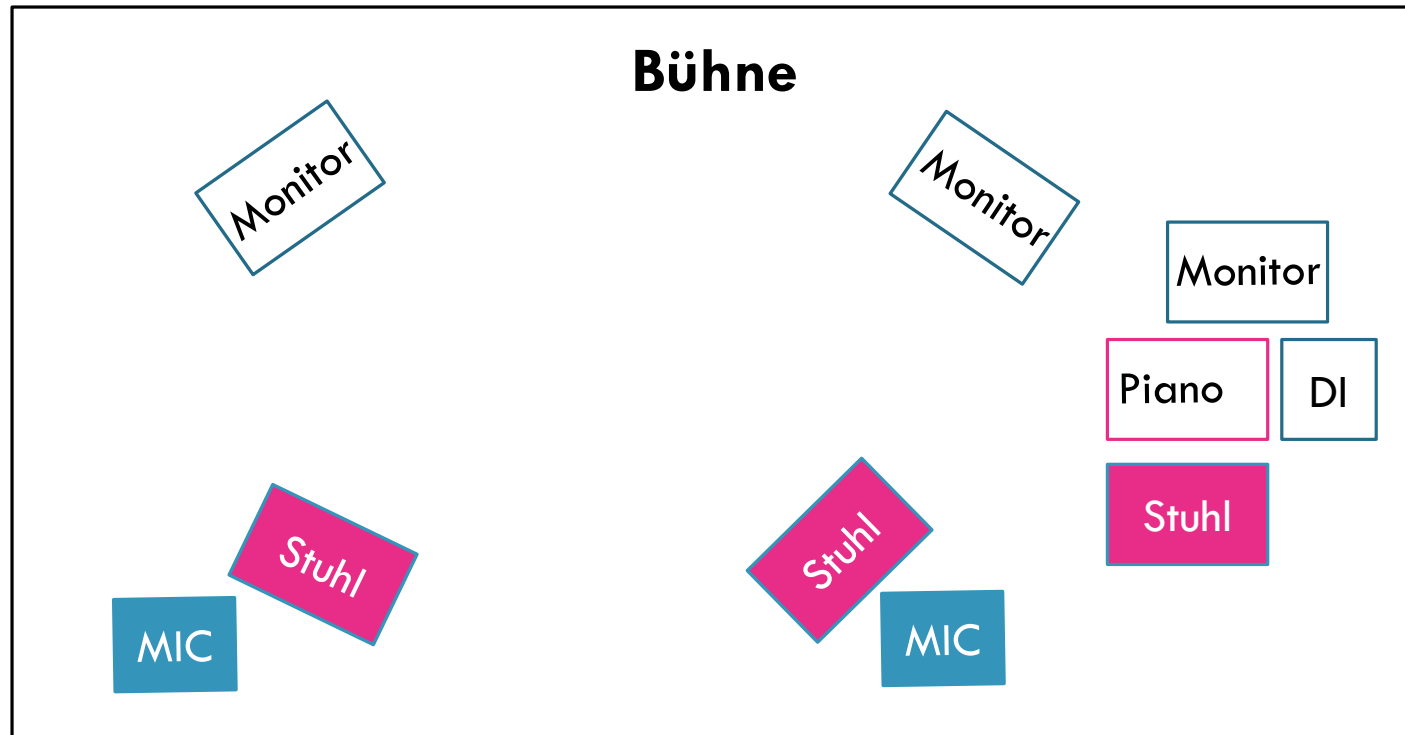 Bühne
Monitor
Monitor
Monitor
Piano
DI
Stuhl
Stuhl
Stuhl
MIC
MIC